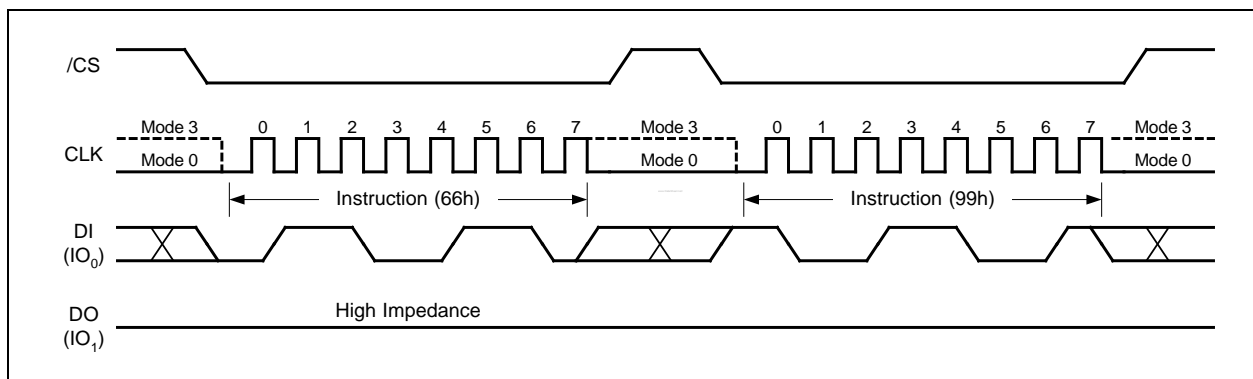 /CS
Mode 3 0 1 2 3 4 5 6 7 Mode 3 0 1 2 3 4 5 6 7 Mode 3
CLK
Mode 0 Mode 0 Mode 0
Instruction (66h) Instruction (99h)
DI
(IO₀)
High Impedance
DO
(IO₁)